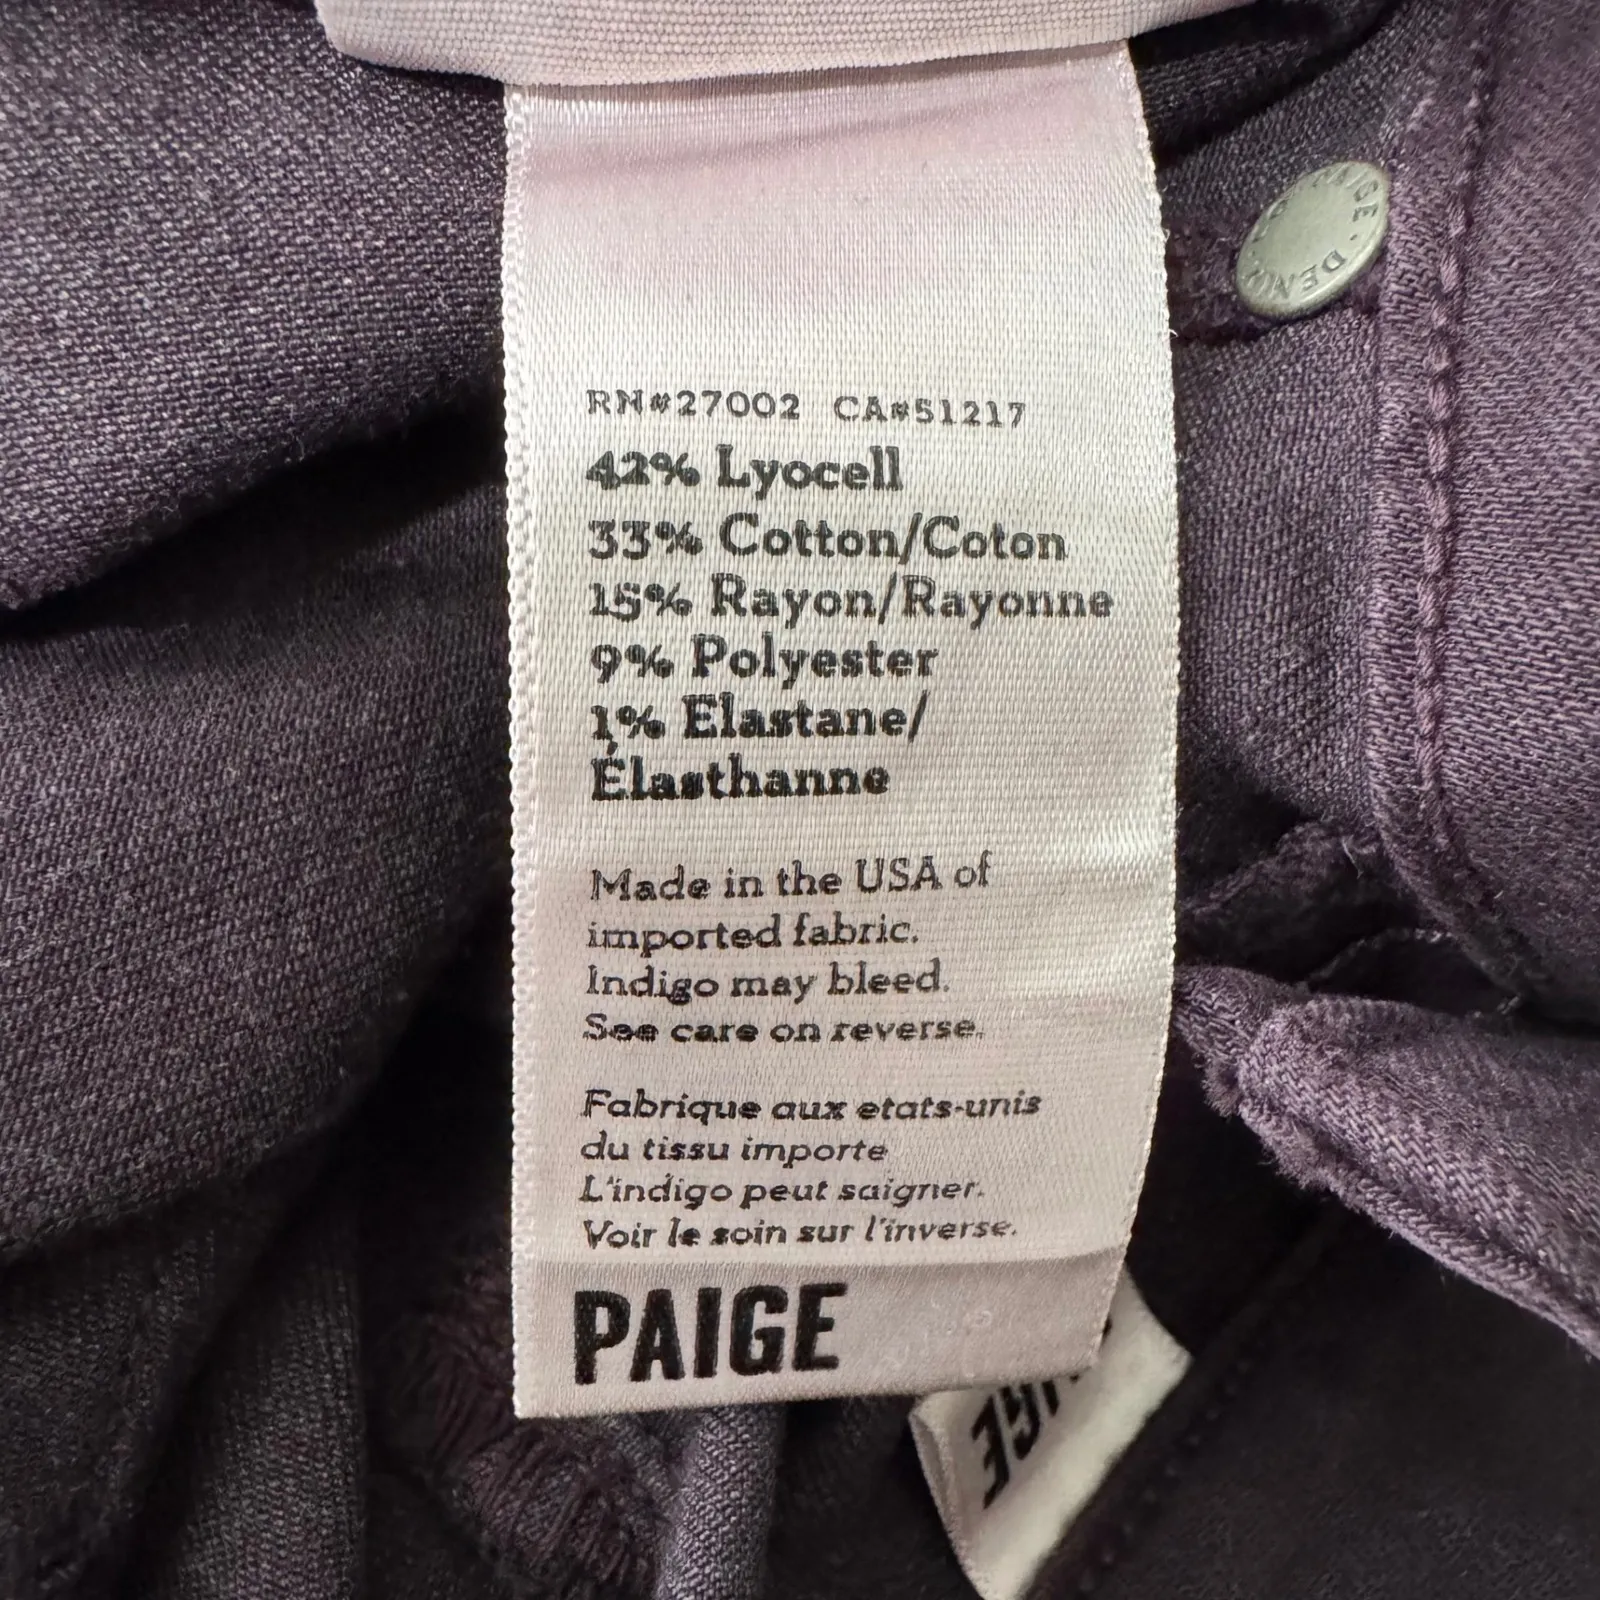 RN#27002 CA#51217
42% Lyocell
33% Cotton/Coton
15% Rayon/Rayonne
9% Polyester
1% Elastane/
Élasthanne
Made in the USA of
imported fabric.
Indigo may bleed.
See care on reverse.
Fabrique aux etats-unis
du tissu importe
L'indigo peut saigner.
Voir le soin sur l'inverse.
PAIGE